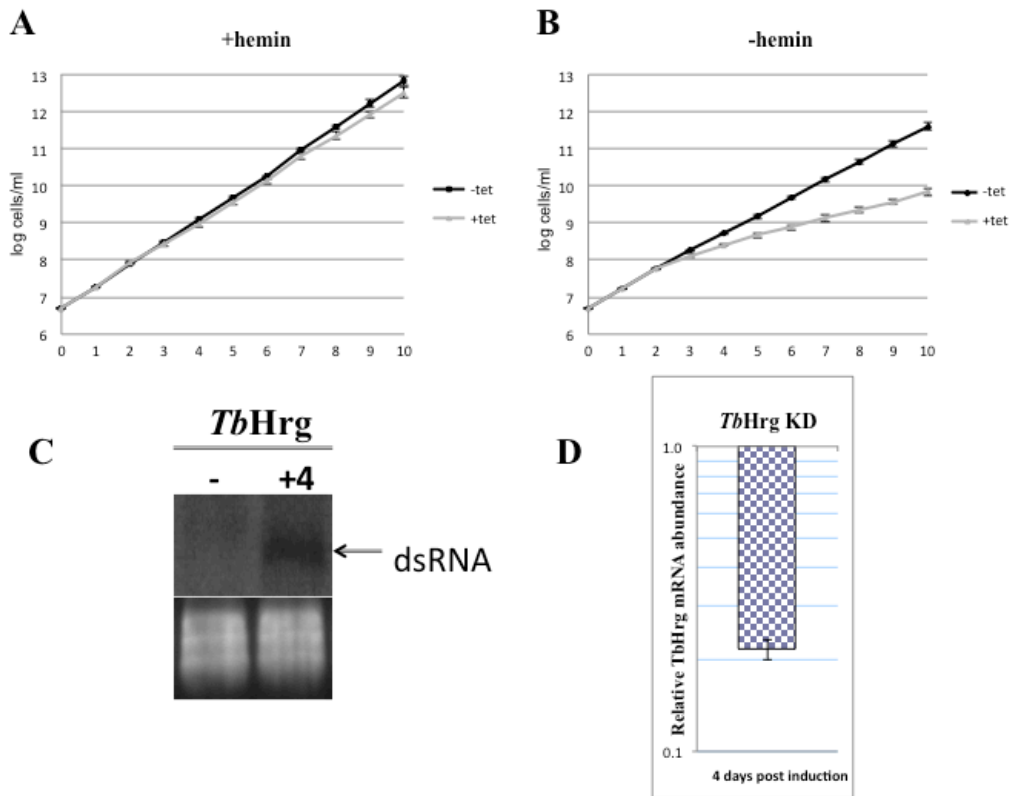 A
+hemin
13
12
11
10
9
8
7
6
log cells/ml
0 1 2 3 4 5 6 7 8 9 10
-tet
+tet
B
-hemin
13
12
11
10
9
8
7
6
log cells/ml
0 1 2 3 4 5 6 7 8 9 10
-tet
+tet
C
TbHrg
- +4
dsRNA
D
TbHrg KD
1.0
Relative TbHrg mRNA abundance
0.1
4 days post induction